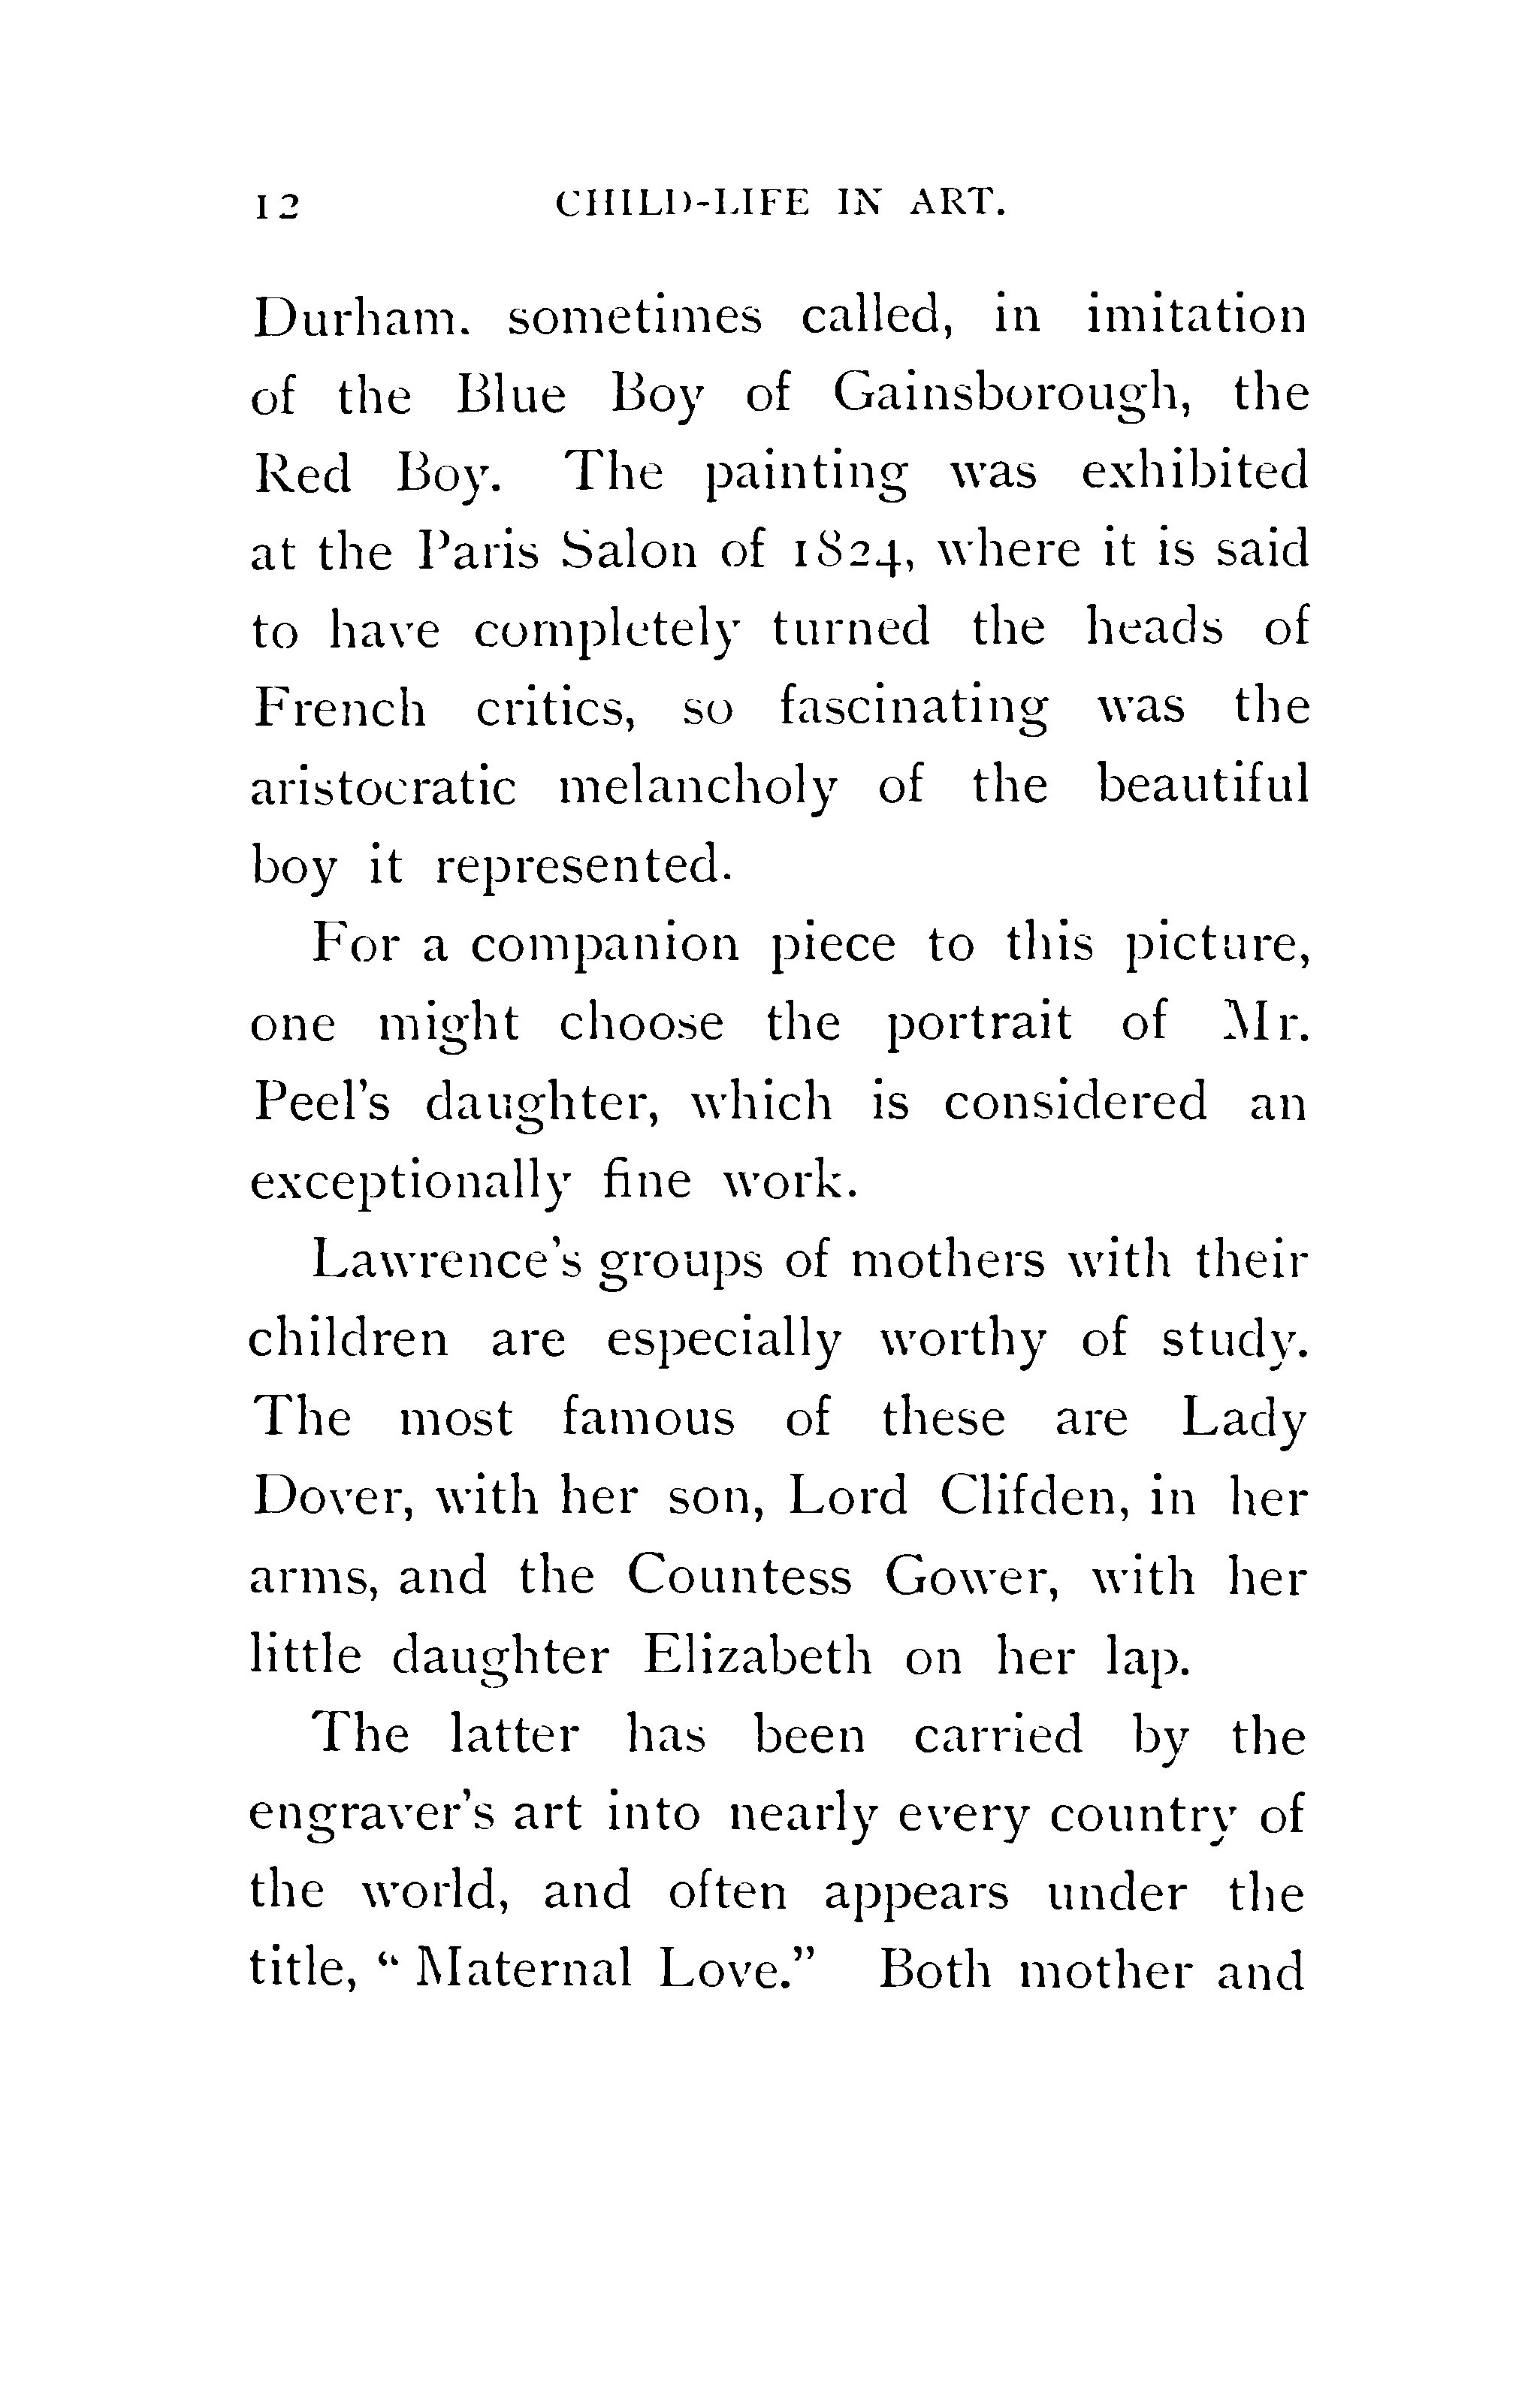 12 CHILD-LIFE IN ART.
Durham. sometimes called, in imitation
of the Blue Boy of Gainsborough, the
Red Boy. The painting was exhibited
at the Paris Salon of 1824, where it is said
to have completely turned the heads of
French critics, so fascinating was the
aristocratic melancholy of the beautiful
boy it represented.
For a companion piece to this picture,
one might choose the portrait of Mr.
Peel's daughter, which is considered an
exceptionally fine work.
Lawrence's groups of mothers with their
children are especially worthy of study.
The most famous of these are Lady
Dover, with her son, Lord Clifden, in her
arms, and the Countess Gower, with her
little daughter Elizabeth on her lap.
The latter has been carried by the
engraver's art into nearly every country of
the world, and often appears under the
title, “ Maternal Love.” Both mother and